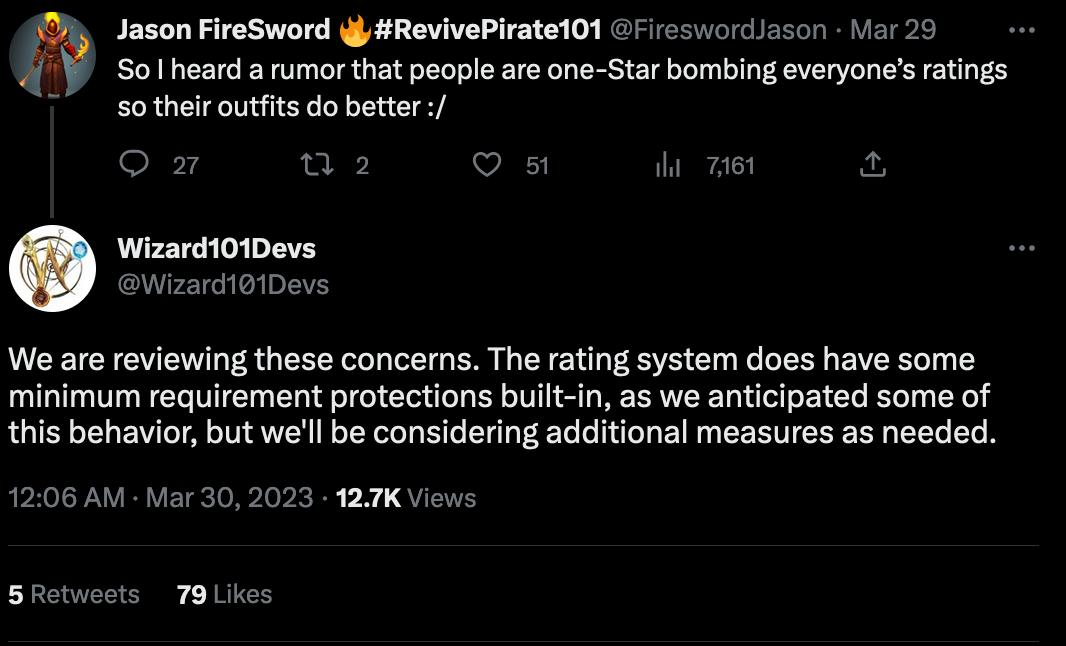 Jason FireSword 🔥#RevivePirate101 @FireswordJason · Mar 29
So I heard a rumor that people are one-Star bombing everyone’s ratings
so their outfits do better :/
27 2 51 7,161
Wizard101Devs
@Wizard101Devs
We are reviewing these concerns. The rating system does have some
minimum requirement protections built-in, as we anticipated some of
this behavior, but we'll be considering additional measures as needed.
12:06 AM · Mar 30, 2023 · 12.7K Views
5 Retweets 79 Likes